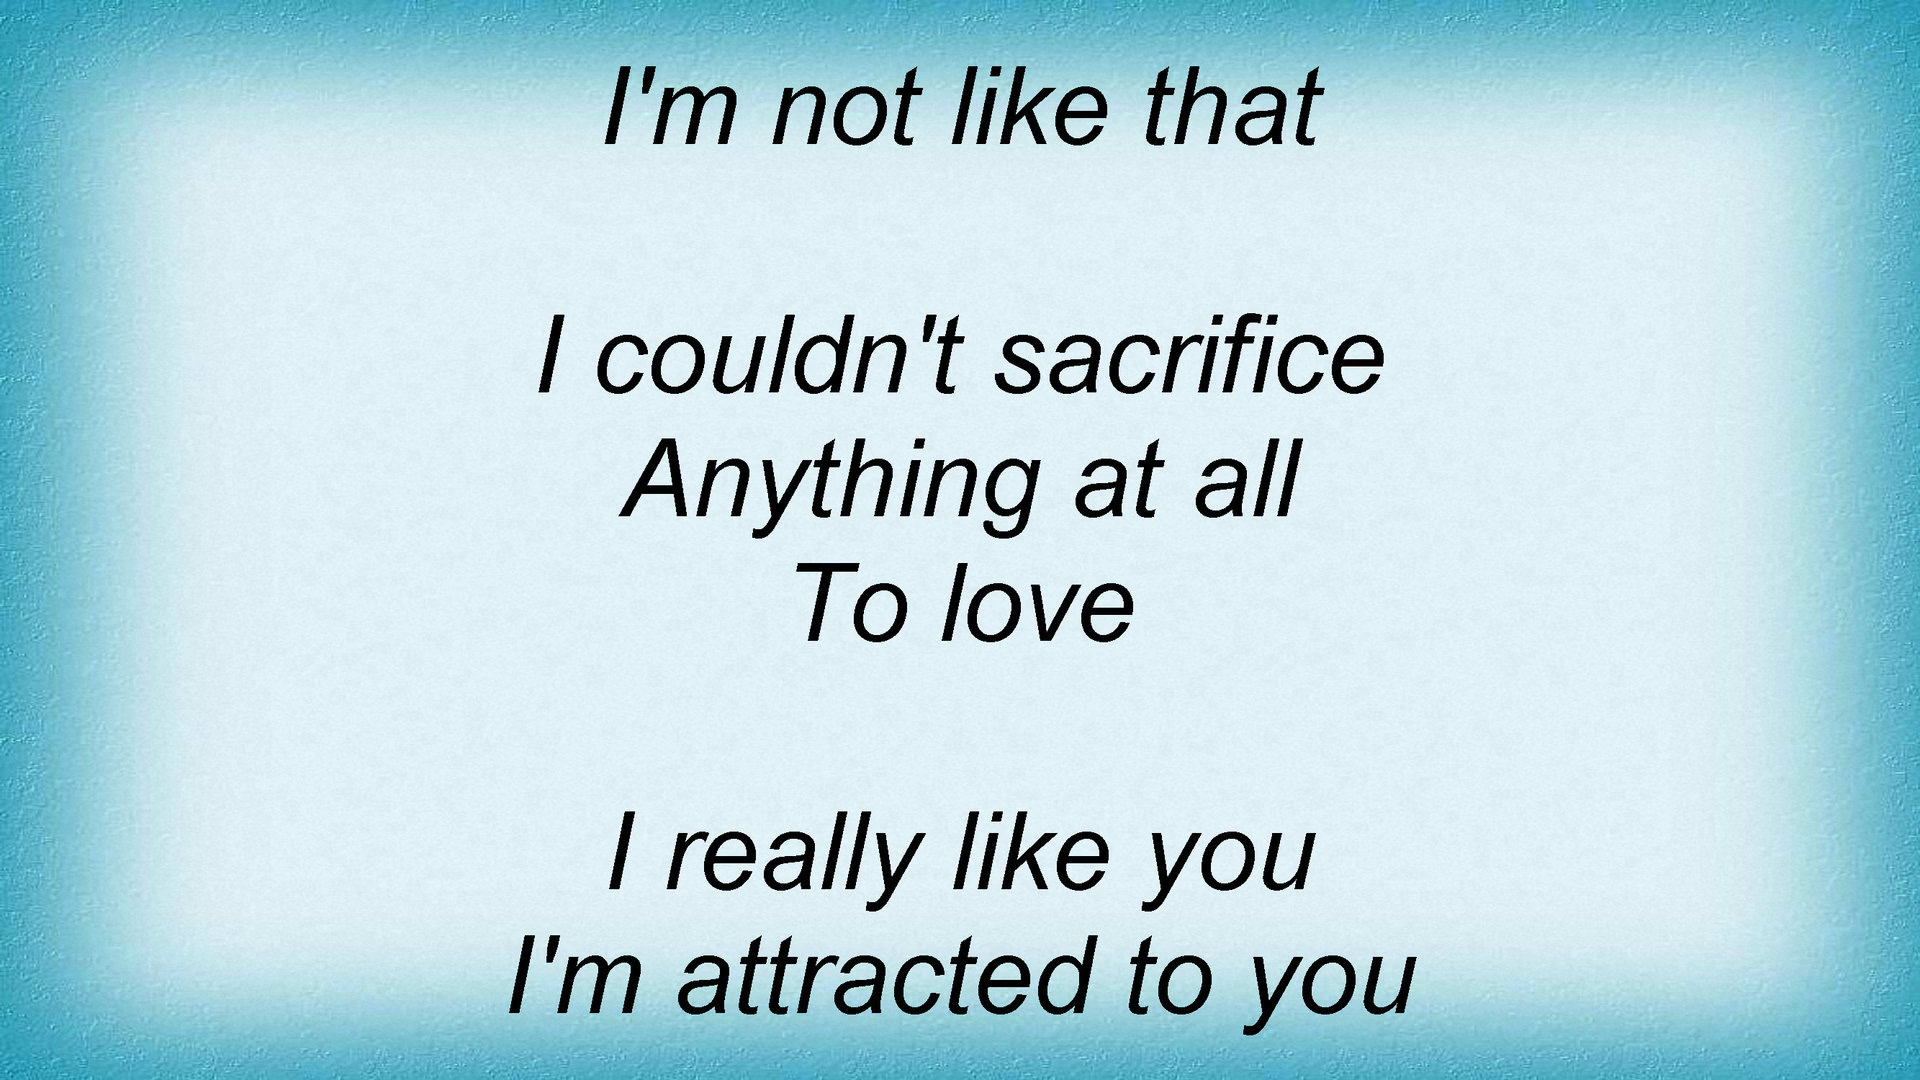 I'm not like that
I couldn't sacrifice
Anything at all
To love
I really like you
I'm attracted to you